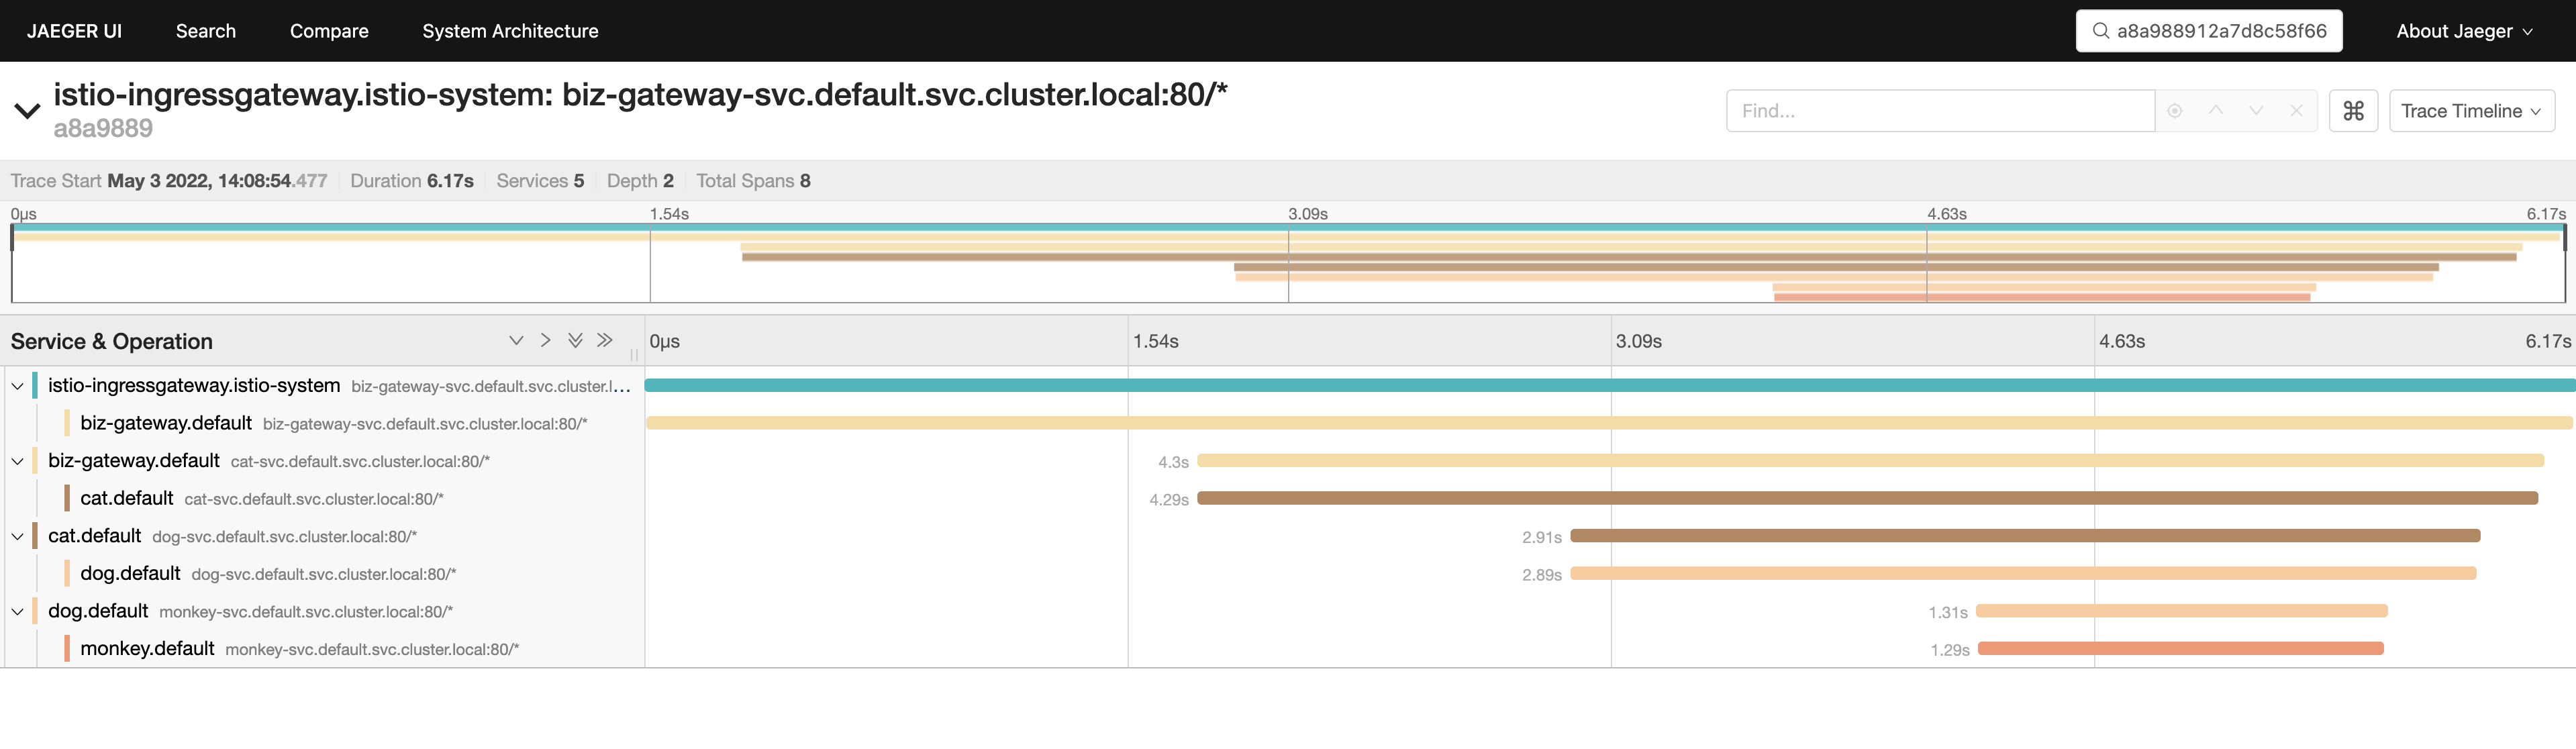 JAEGER UI Search Compare System Architecture a8a988912a7d8c58f66 About Jaeger
istio-ingressgateway.istio-system: biz-gateway-svc.default.svc.cluster.local:80/*
a8a9889
Find... Trace Timeline
Trace Start May 3 2022, 14:08:54.477 Duration 6.17s Services 5 Depth 2 Total Spans 8
0μs 1.54s 3.09s 4.63s 6.17s
Service & Operation 0μs 1.54s 3.09s 4.63s 6.17s
istio-ingressgateway.istio-system biz-gateway-svc.default.svc.cluster.l...
biz-gateway.default biz-gateway-svc.default.svc.cluster.local:80/*
biz-gateway.default cat-svc.default.svc.cluster.local:80/* 4.3s
cat.default cat-svc.default.svc.cluster.local:80/* 4.29s
cat.default dog-svc.default.svc.cluster.local:80/* 2.91s
dog.default dog-svc.default.svc.cluster.local:80/* 2.89s
dog.default monkey-svc.default.svc.cluster.local:80/* 1.31s
monkey.default monkey-svc.default.svc.cluster.local:80/* 1.29s